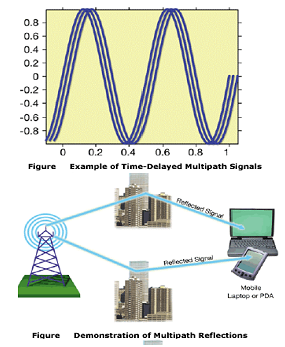 0.8
0.6
0.4
0.2
0
-0.2
-0.4
-0.6
-0.8
0 0.2 0.4 0.6 0.8 1
Figure Example of Time-Delayed Multipath Signals
Reflected Signal
Reflected Signal
Mobile
Laptop or PDA
Figure Demonstration of Multipath Reflections